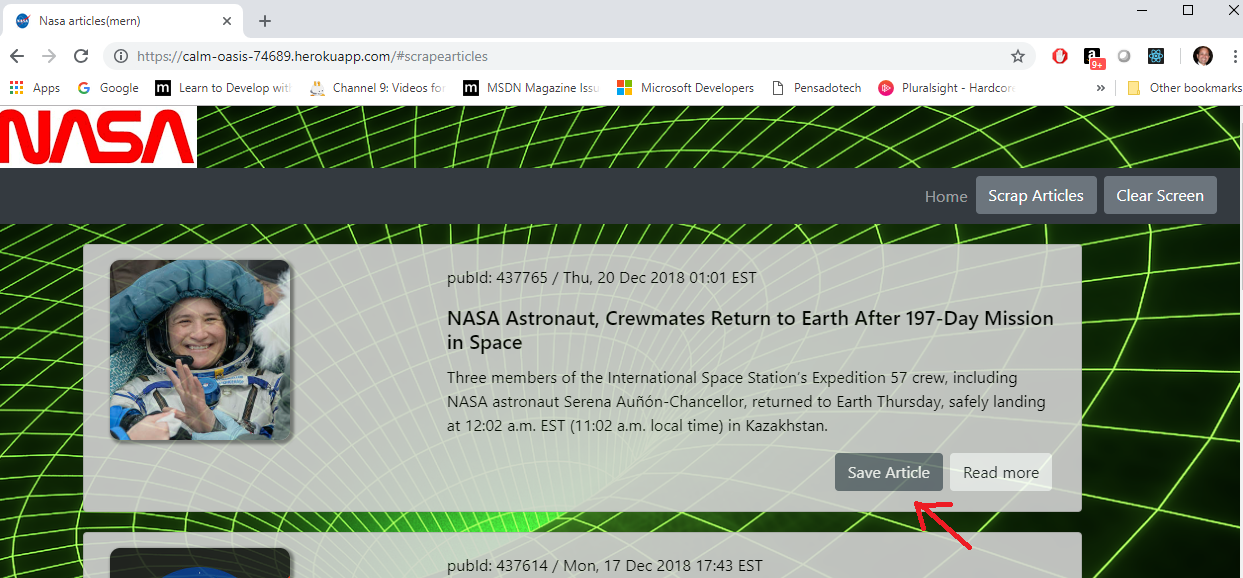 Nasa articles(mern)
https://calm-oasis-74689.herokuapp.com/#scrapearticles
9+
Apps Google Learn to Develop with Channel 9: Videos for MSDN Magazine Issu Microsoft Developers Pensadotech Pluralsight - Hardcore » Other bookmarks
NASA
Home Scrap Articles Clear Screen
pubId: 437765 / Thu, 20 Dec 2018 01:01 EST
NASA Astronaut, Crewmates Return to Earth After 197-Day Mission
in Space
Three members of the International Space Station’s Expedition 57 crew, including
NASA astronaut Serena Auñón-Chancellor, returned to Earth Thursday, safely landing
at 12:02 a.m. EST (11:02 a.m. local time) in Kazakhstan.
Save Article Read more
pubId: 437614 / Mon, 17 Dec 2018 17:43 EST